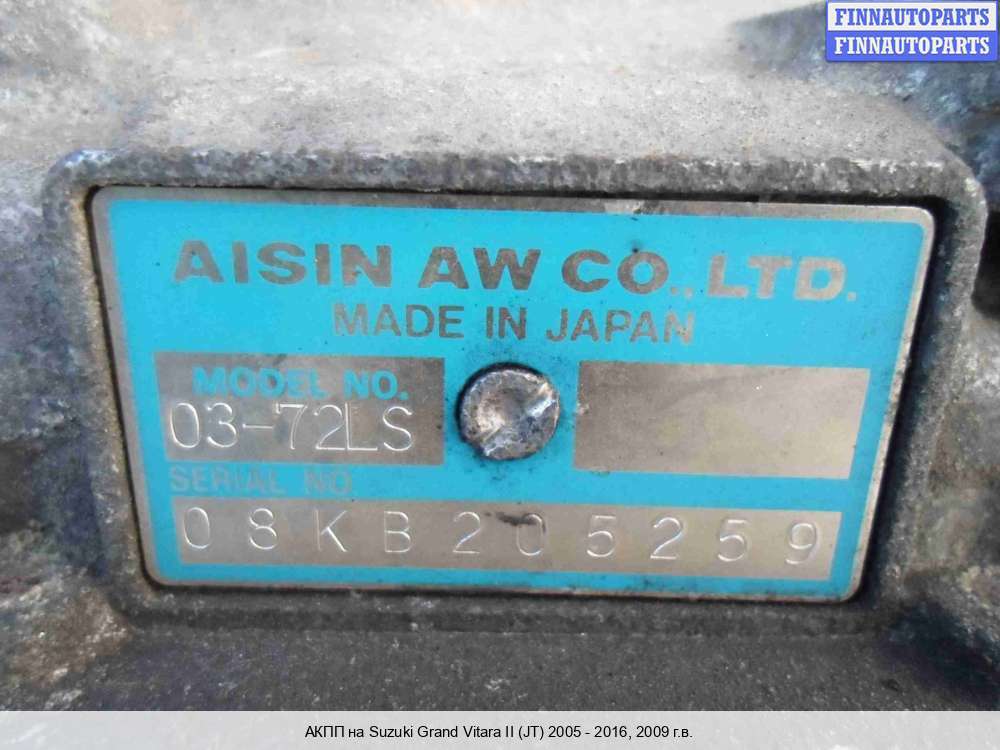 FINNAUTOPARTS
FINNAUTOPARTS
AISIN AW CO.,LTD.
MADE IN JAPAN
MODEL NO.
03-72LS
SERIAL NO
08KB205259
АКПП на Suzuki Grand Vitara II (JT) 2005 - 2016, 2009 г.в.